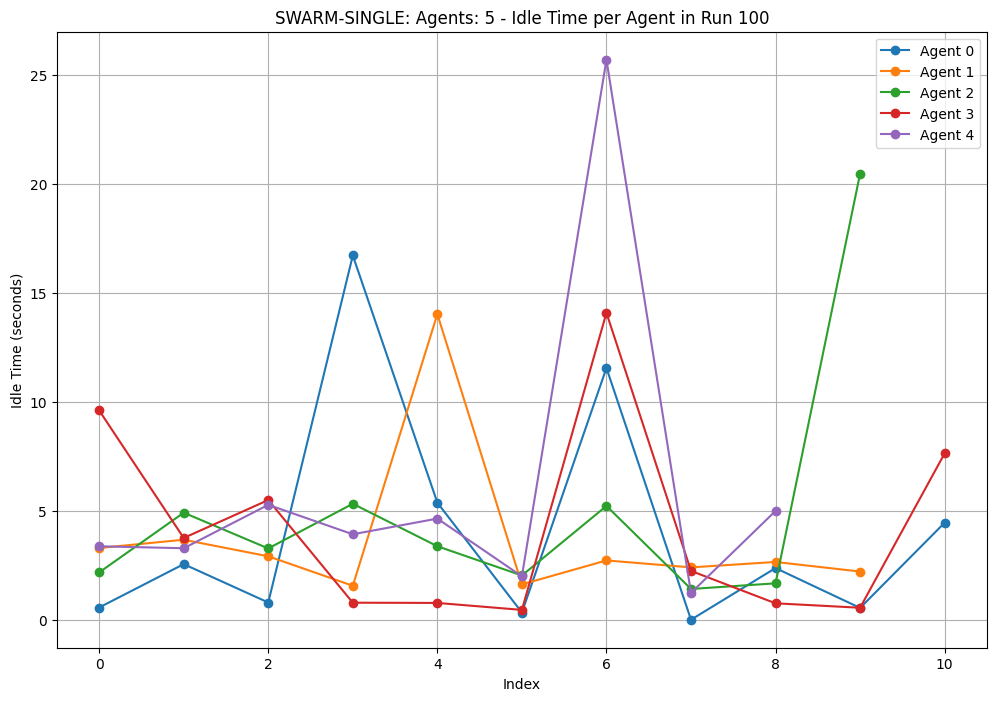 SWARM-SINGLE: Agents: 5 - Idle Time per Agent in Run 100
Agent 0
Agent 1
Agent 2
Agent 3
Agent 4
Idle Time (seconds)
25
20
15
10
5
0
0 2 4 6 8 10
Index